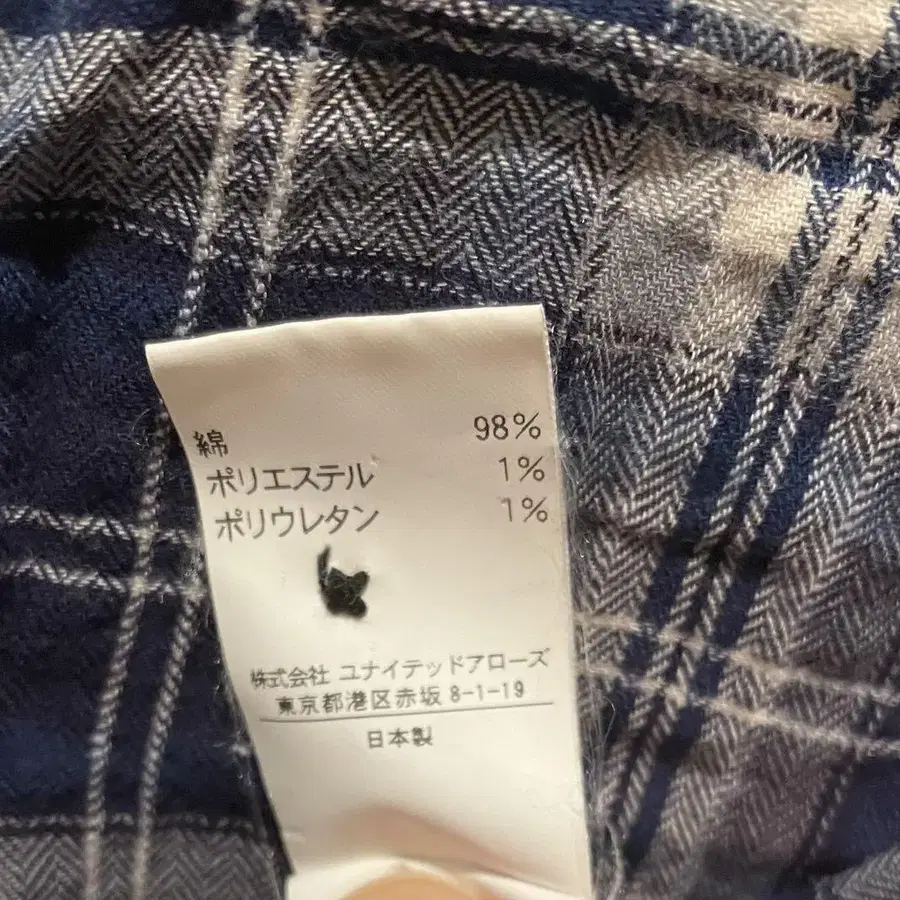 綿 98%
ポリエステル 1%
ポリウレタン 1%
株式会社 ユナイテッドアローズ
東京都港区赤坂 8-1-19
日本製